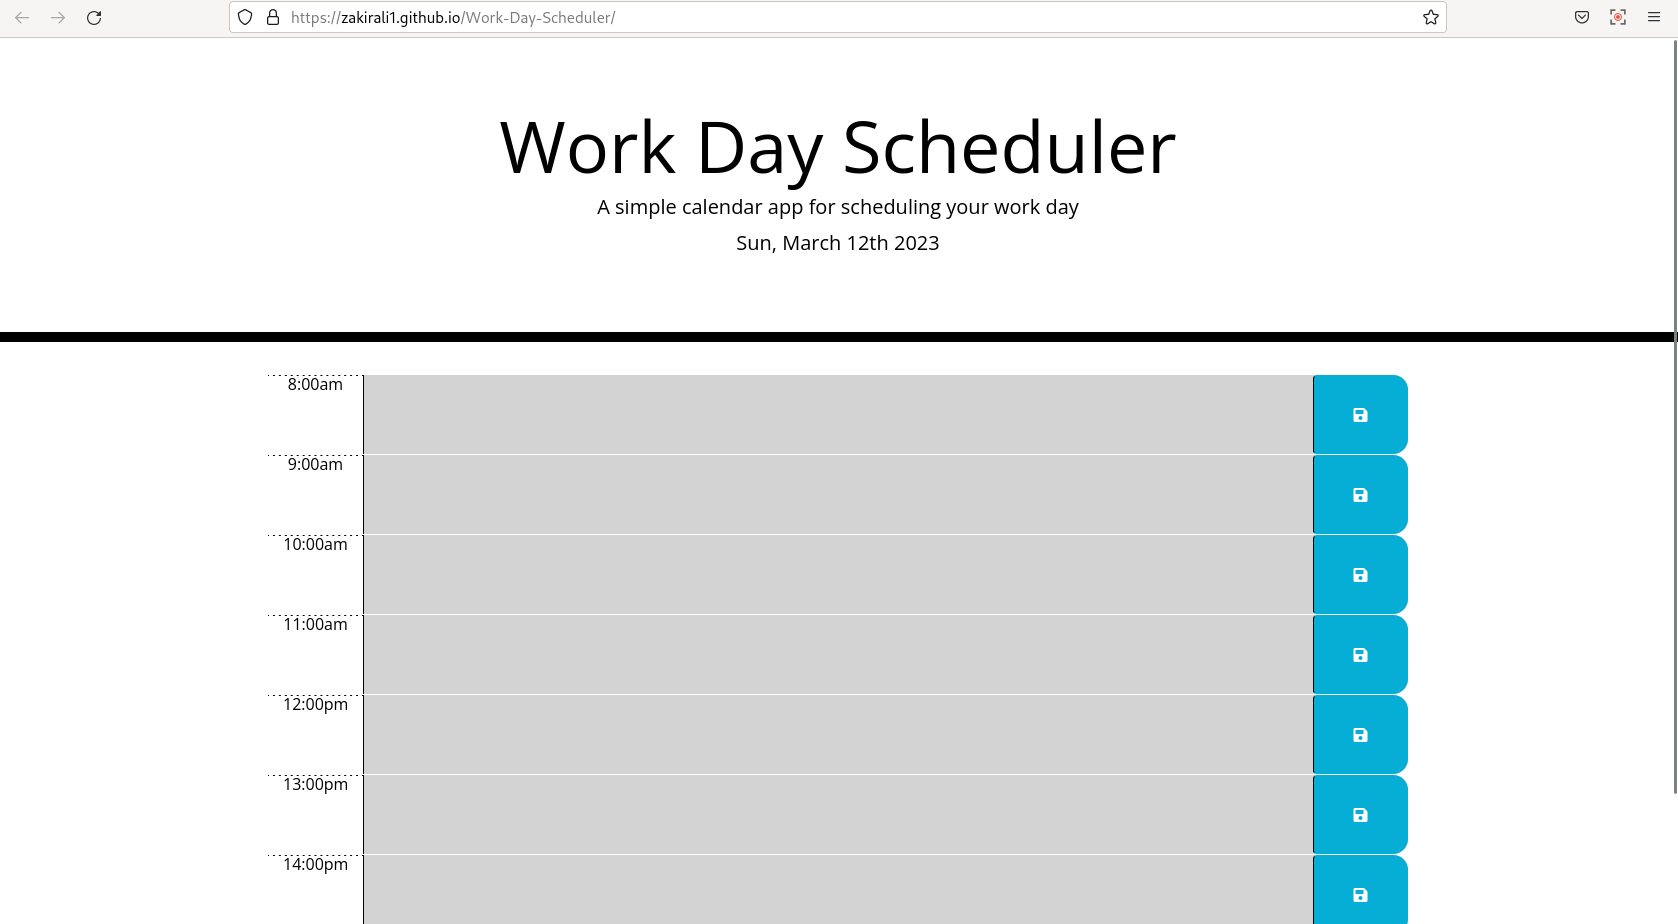 https://zakirali1.github.io/Work-Day-Scheduler/
Work Day Scheduler
A simple calendar app for scheduling your work day
Sun, March 12th 2023
8:00am
9:00am
10:00am
11:00am
12:00pm
13:00pm
14:00pm